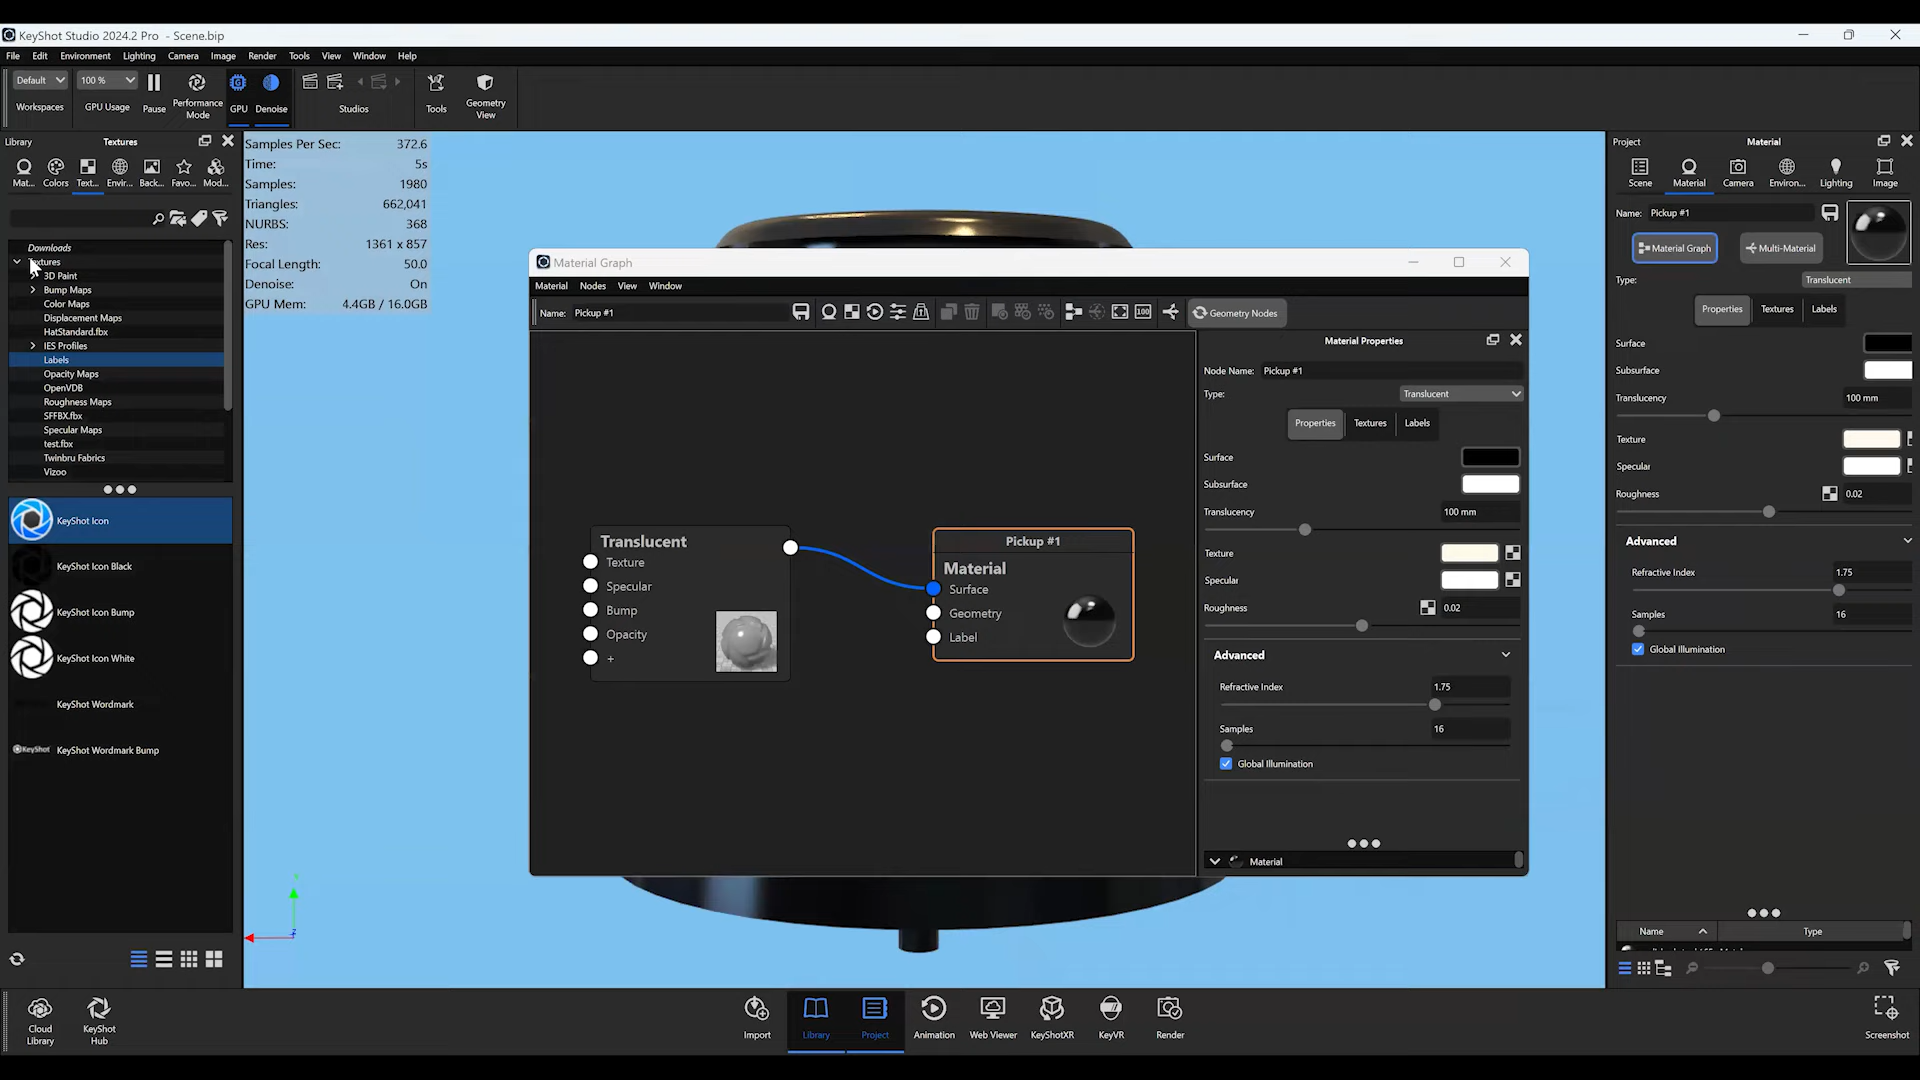 KeyShot Studio 2024.2 Pro - Scene.bip
File Edit Environment Lighting Camera Image Render Tools View Window Help
Default 100 %
Workspaces GPU Usage Pause Performance Mode GPU Denoise Studios Tools Geometry View
Library Textures
Mat... Colors Text... Envir... Back... Favo... Mod...
Downloads
Textures
3D Paint
Bump Maps
Color Maps
Displacement Maps
HatStandard.fbx
IES Profiles
Labels
Opacity Maps
OpenVDB
Roughness Maps
SFFBX.fbx
Specular Maps
test.fbx
Twinbru Fabrics
Vizoo
KeyShot Icon
KeyShot Icon Black
KeyShot Icon Bump
KeyShot Icon White
KeyShot Wordmark
KeyShot KeyShot Wordmark Bump
Samples Per Sec: 372.6
Time: 5s
Samples: 1980
Triangles: 662,041
NURBS: 368
Res: 1361 x 857
Focal Length: 50.0
Denoise: On
GPU Mem: 4.4GB / 16.0GB
Material Graph
Material Nodes View Window
Name: Pickup #1 100 Geometry Nodes
Translucent
Texture
Specular
Bump
Opacity
+
Pickup #1
Material
Surface
Geometry
Label
Material Properties
Node Name: Pickup #1
Type: Translucent
Properties Textures Labels
Surface
Subsurface
Translucency 100 mm
Texture
Specular
Roughness 0.02
Advanced
Refractive Index 1.75
Samples 16
Global Illumination
Material
Project Material
Scene Material Camera Environ... Lighting Image
Name: Pickup #1
Material Graph Multi-Material
Type: Translucent
Properties Textures Labels
Surface
Subsurface
Translucency 100 mm
Texture
Specular
Roughness 0.02
Advanced
Refractive Index 1.75
Samples 16
Global Illumination
Name Type
Cloud Library KeyShot Hub Import Library Project Animation Web Viewer KeyShotXR KeyVR Render Screenshot